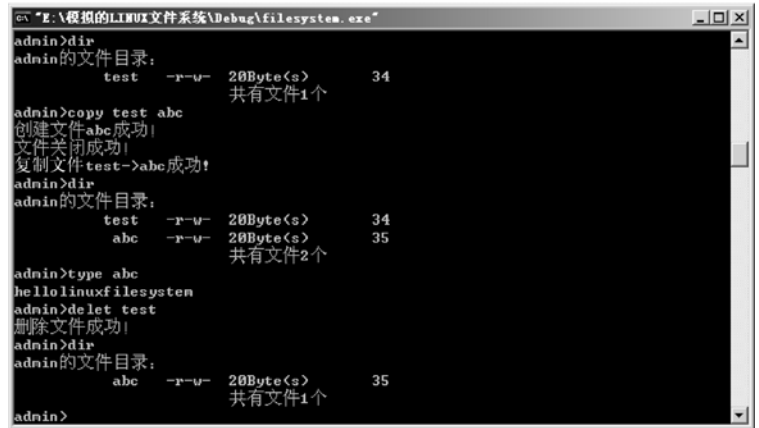 "E:\模拟的LINUX文件系统\Debug\filesystem.exe"
admin>dir
admin的文件目录:
test -r-w- 20Byte(s) 34
共有文件1个
admin>copy test abc
创建文件abc成功!
文件关闭成功!
复制文件test->abc成功!
admin>dir
admin的文件目录:
test -r-w- 20Byte(s) 34
abc -r-w- 20Byte(s) 35
共有文件2个
admin>type abc
hellolinuxfilesystem
admin>delet test
删除文件成功!
admin>dir
admin的文件目录:
abc -r-w- 20Byte(s) 35
共有文件1个
admin>